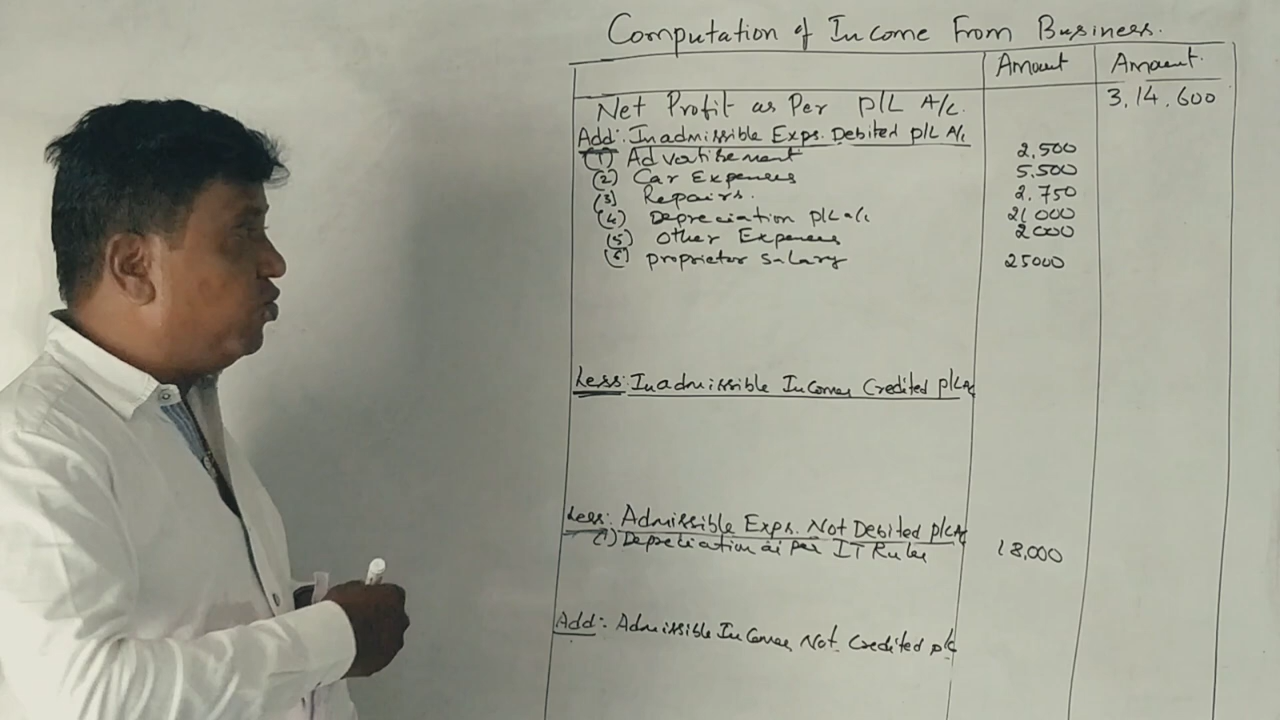 Computation of Income From Business.
Amount Amount
Net Profit as Per P/L A/c. 3,14,600
Add: Inadmissible Exps. Debited P/L A/c
(1) Advertisement 2,500
(2) Car Expenses 5,500
(3) Repairs. 2,750
(4) Depreciation P/L a/c 21000
(5) Other Expenses 2000
(6) proprietor Salary 25000
Less: Inadmissible Incomes Credited P/L A/c
Less: Admissible Exps. Not Debited P/L A/c
(1) Depreciation as per IT Rules 18,000
Add: Admissible Incomes Not Credited P/L